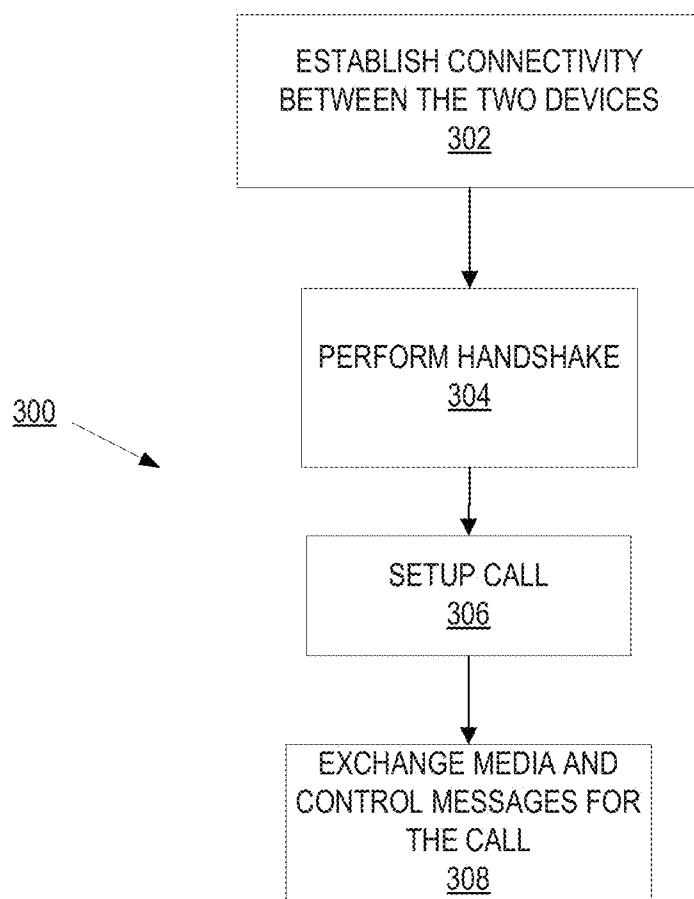 ESTABLISH CONNECTIVITY
BETWEEN THE TWO DEVICES
302
PERFORM HANDSHAKE
304
300
SETUP CALL
306
EXCHANGE MEDIA AND
CONTROL MESSAGES FOR
THE CALL
308